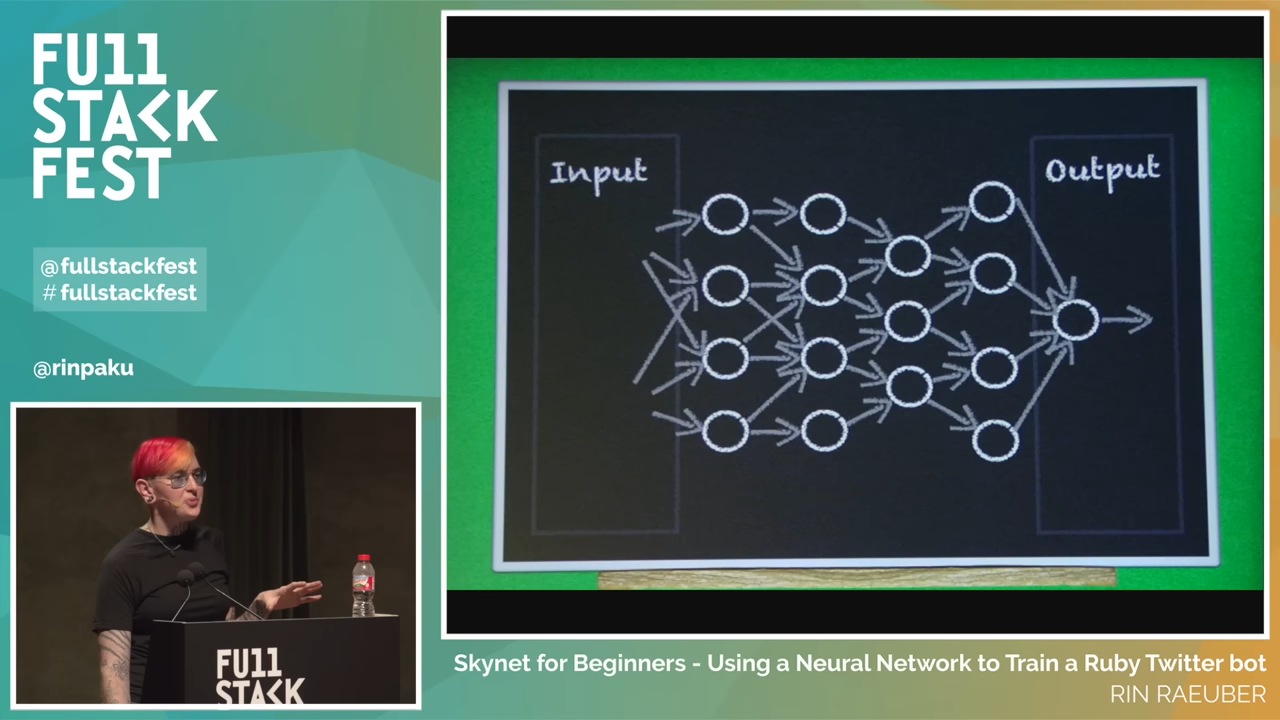 FU11
STACK
FEST
@fullstackfest
# fullstackfest
@rinpaku
FU11
STACK
Input
Output
Skynet for Beginners - Using a Neural Network to Train a Ruby Twitter bot
RIN RAEUBER